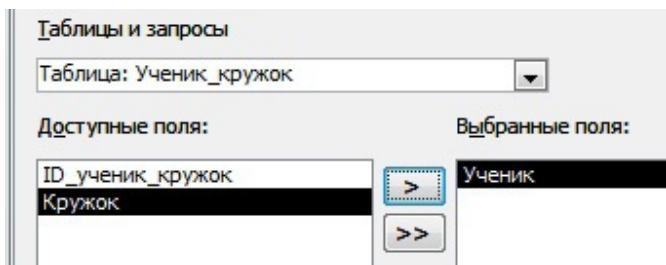 Таблицы и запросы
Таблица: Ученик_кружок
Доступные поля:
Выбранные поля:
ID_ученик_кружок
Кружок
>
>>
Ученик